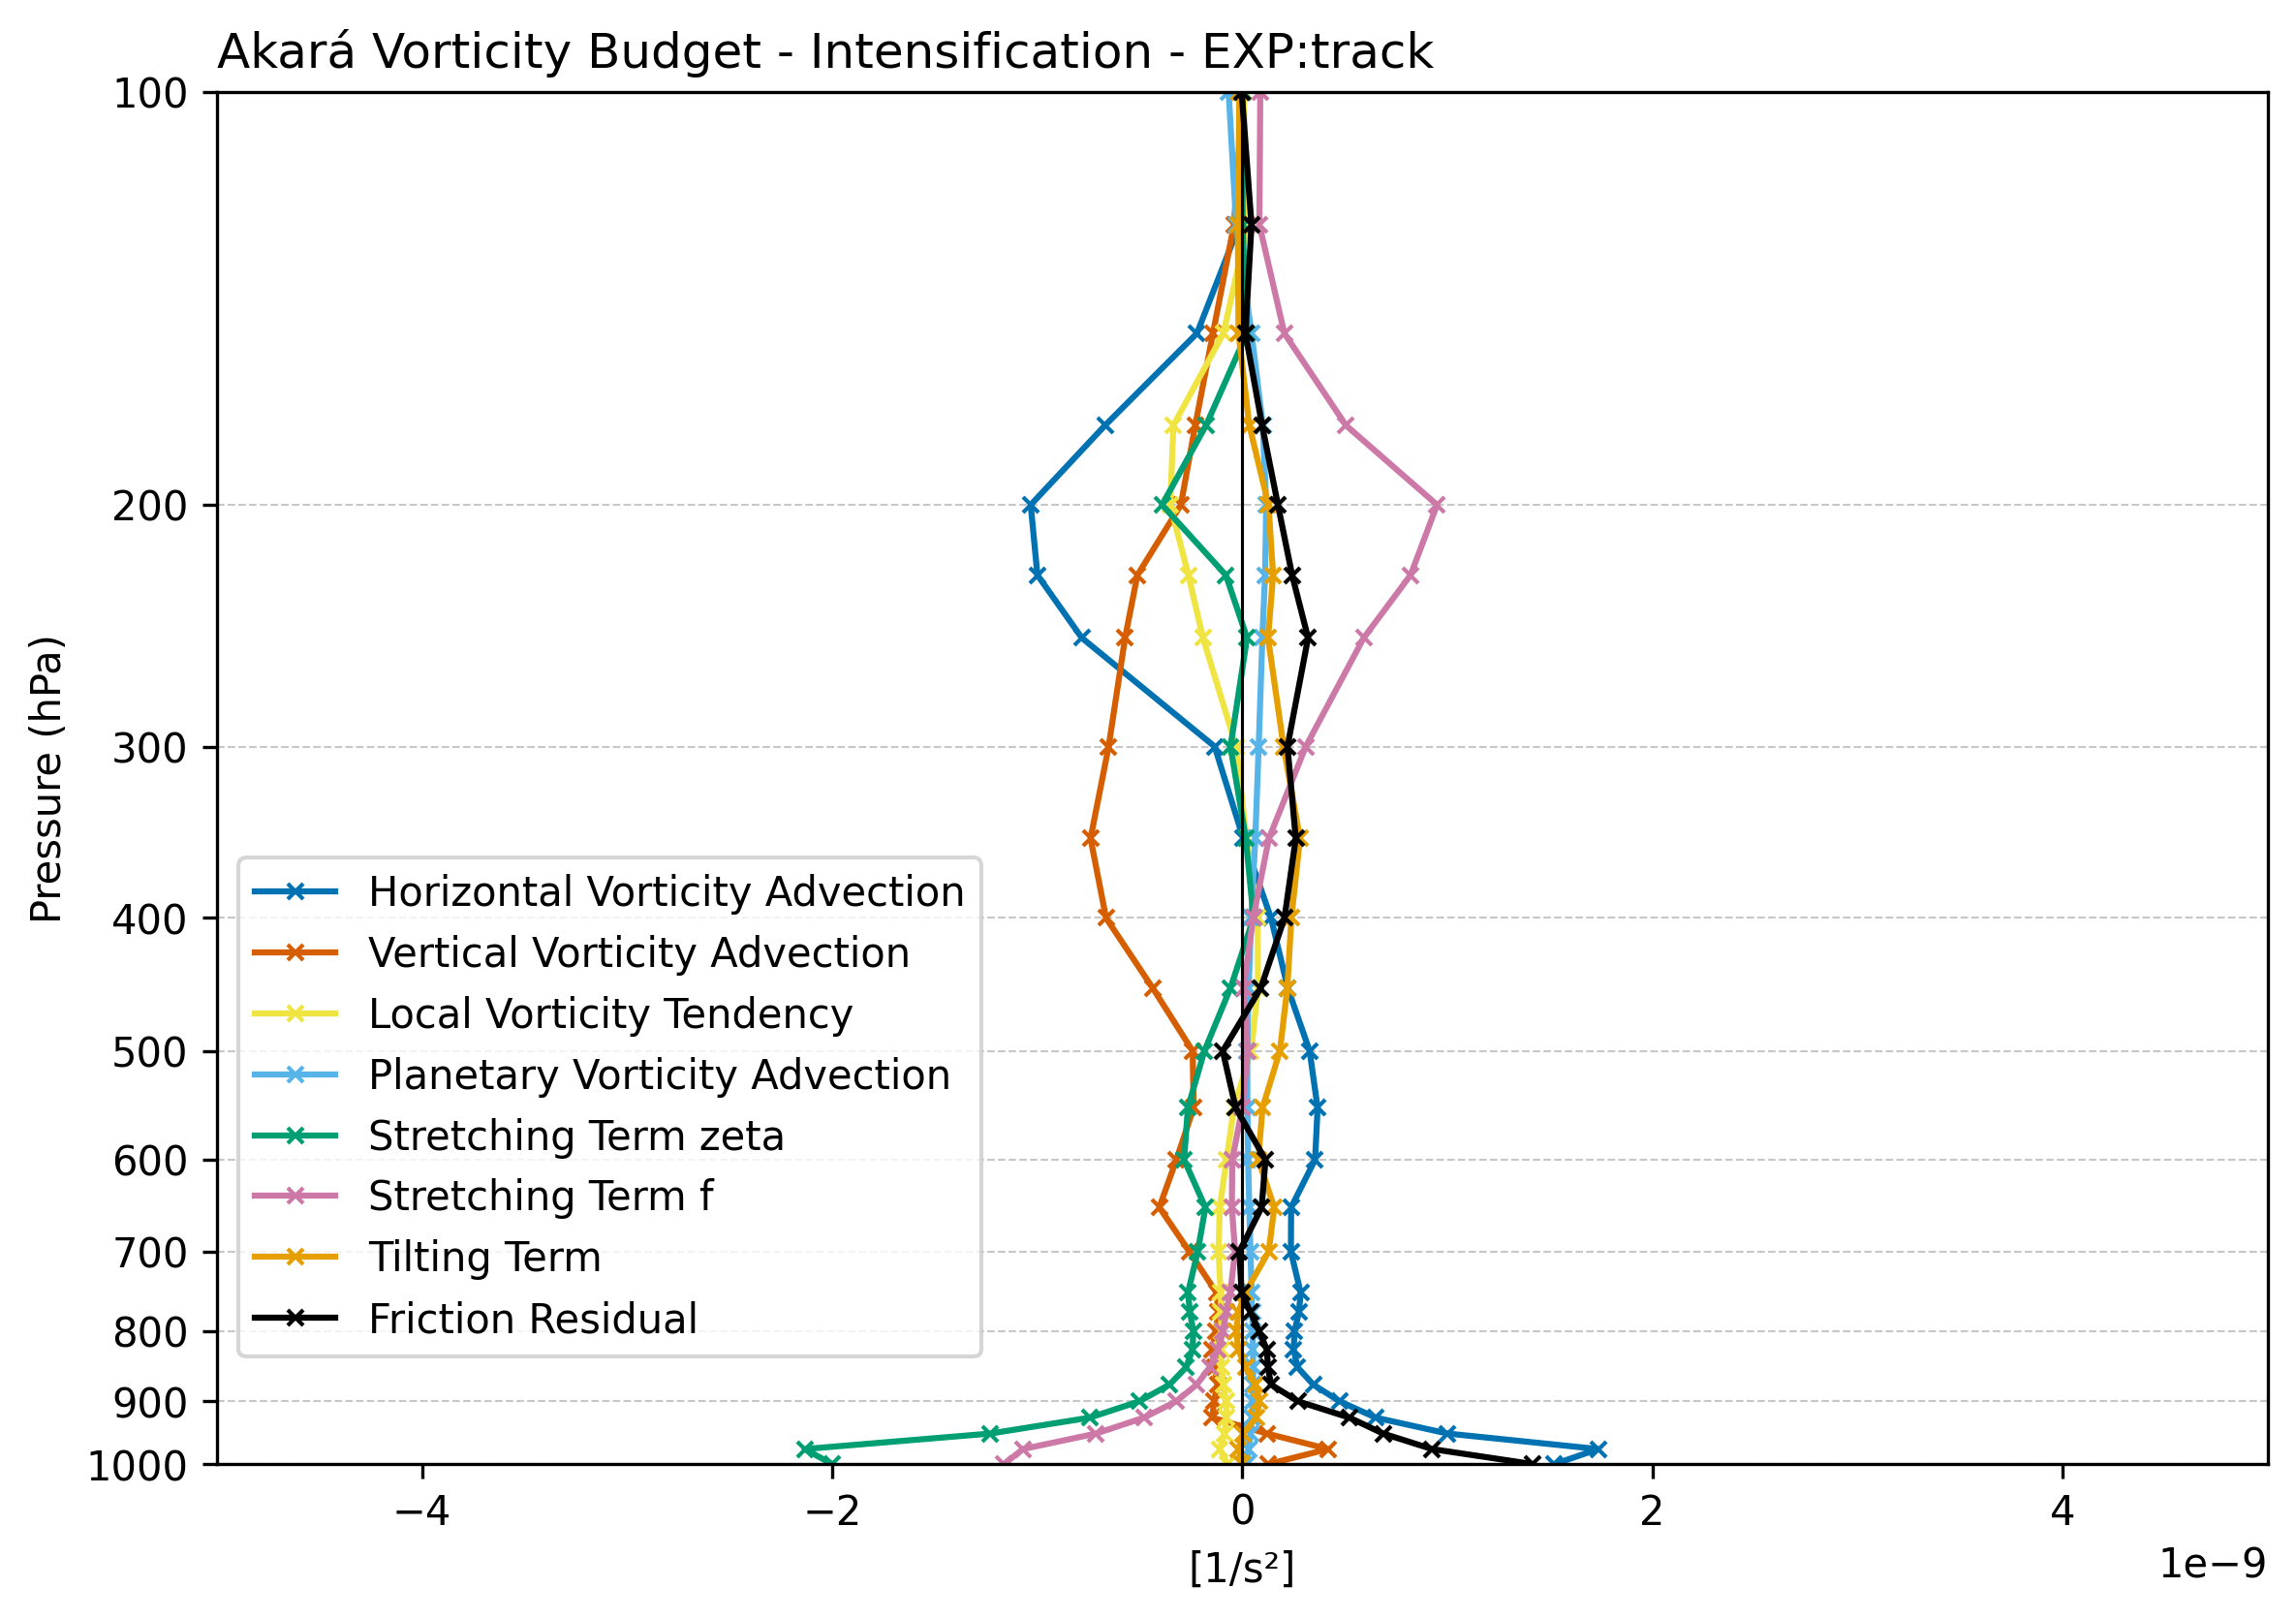 Akará Vorticity Budget - Intensification - EXP:track
100
200
300
400
500
600
700
800
900
1000
Pressure (hPa)
Horizontal Vorticity Advection
Vertical Vorticity Advection
Local Vorticity Tendency
Planetary Vorticity Advection
Stretching Term zeta
Stretching Term f
Tilting Term
Friction Residual
−4
−2
0
2
4
[1/s²]
1e−9